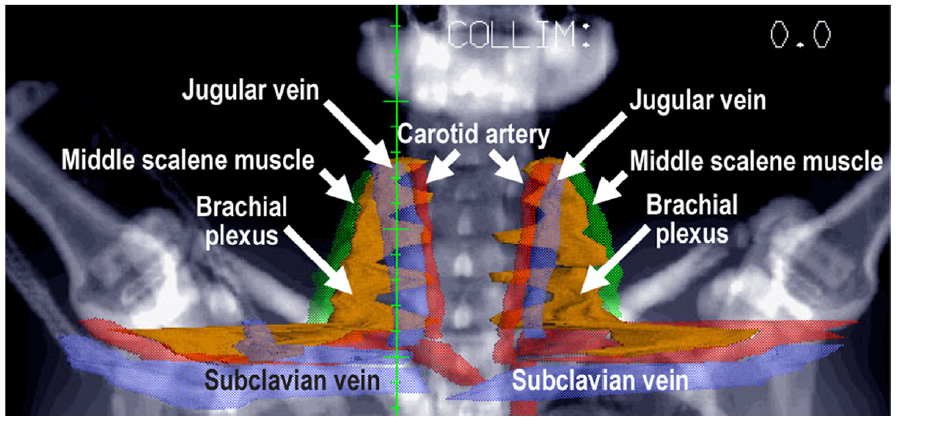 COLLIM: 0.0
Jugular vein
Jugular vein
Carotid artery
Middle scalene muscle
Middle scalene muscle
Brachial
plexus
Brachial
plexus
Subclavian vein
Subclavian vein